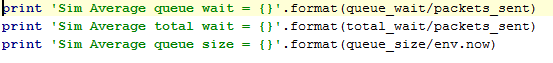 print 'Sim Average queue wait = {}'.format(queue_wait/packets_sent)
print 'Sim Average total wait = {}'.format(total_wait/packets_sent)
print 'Sim Average queue size = {}'.format(queue_size/env.now)